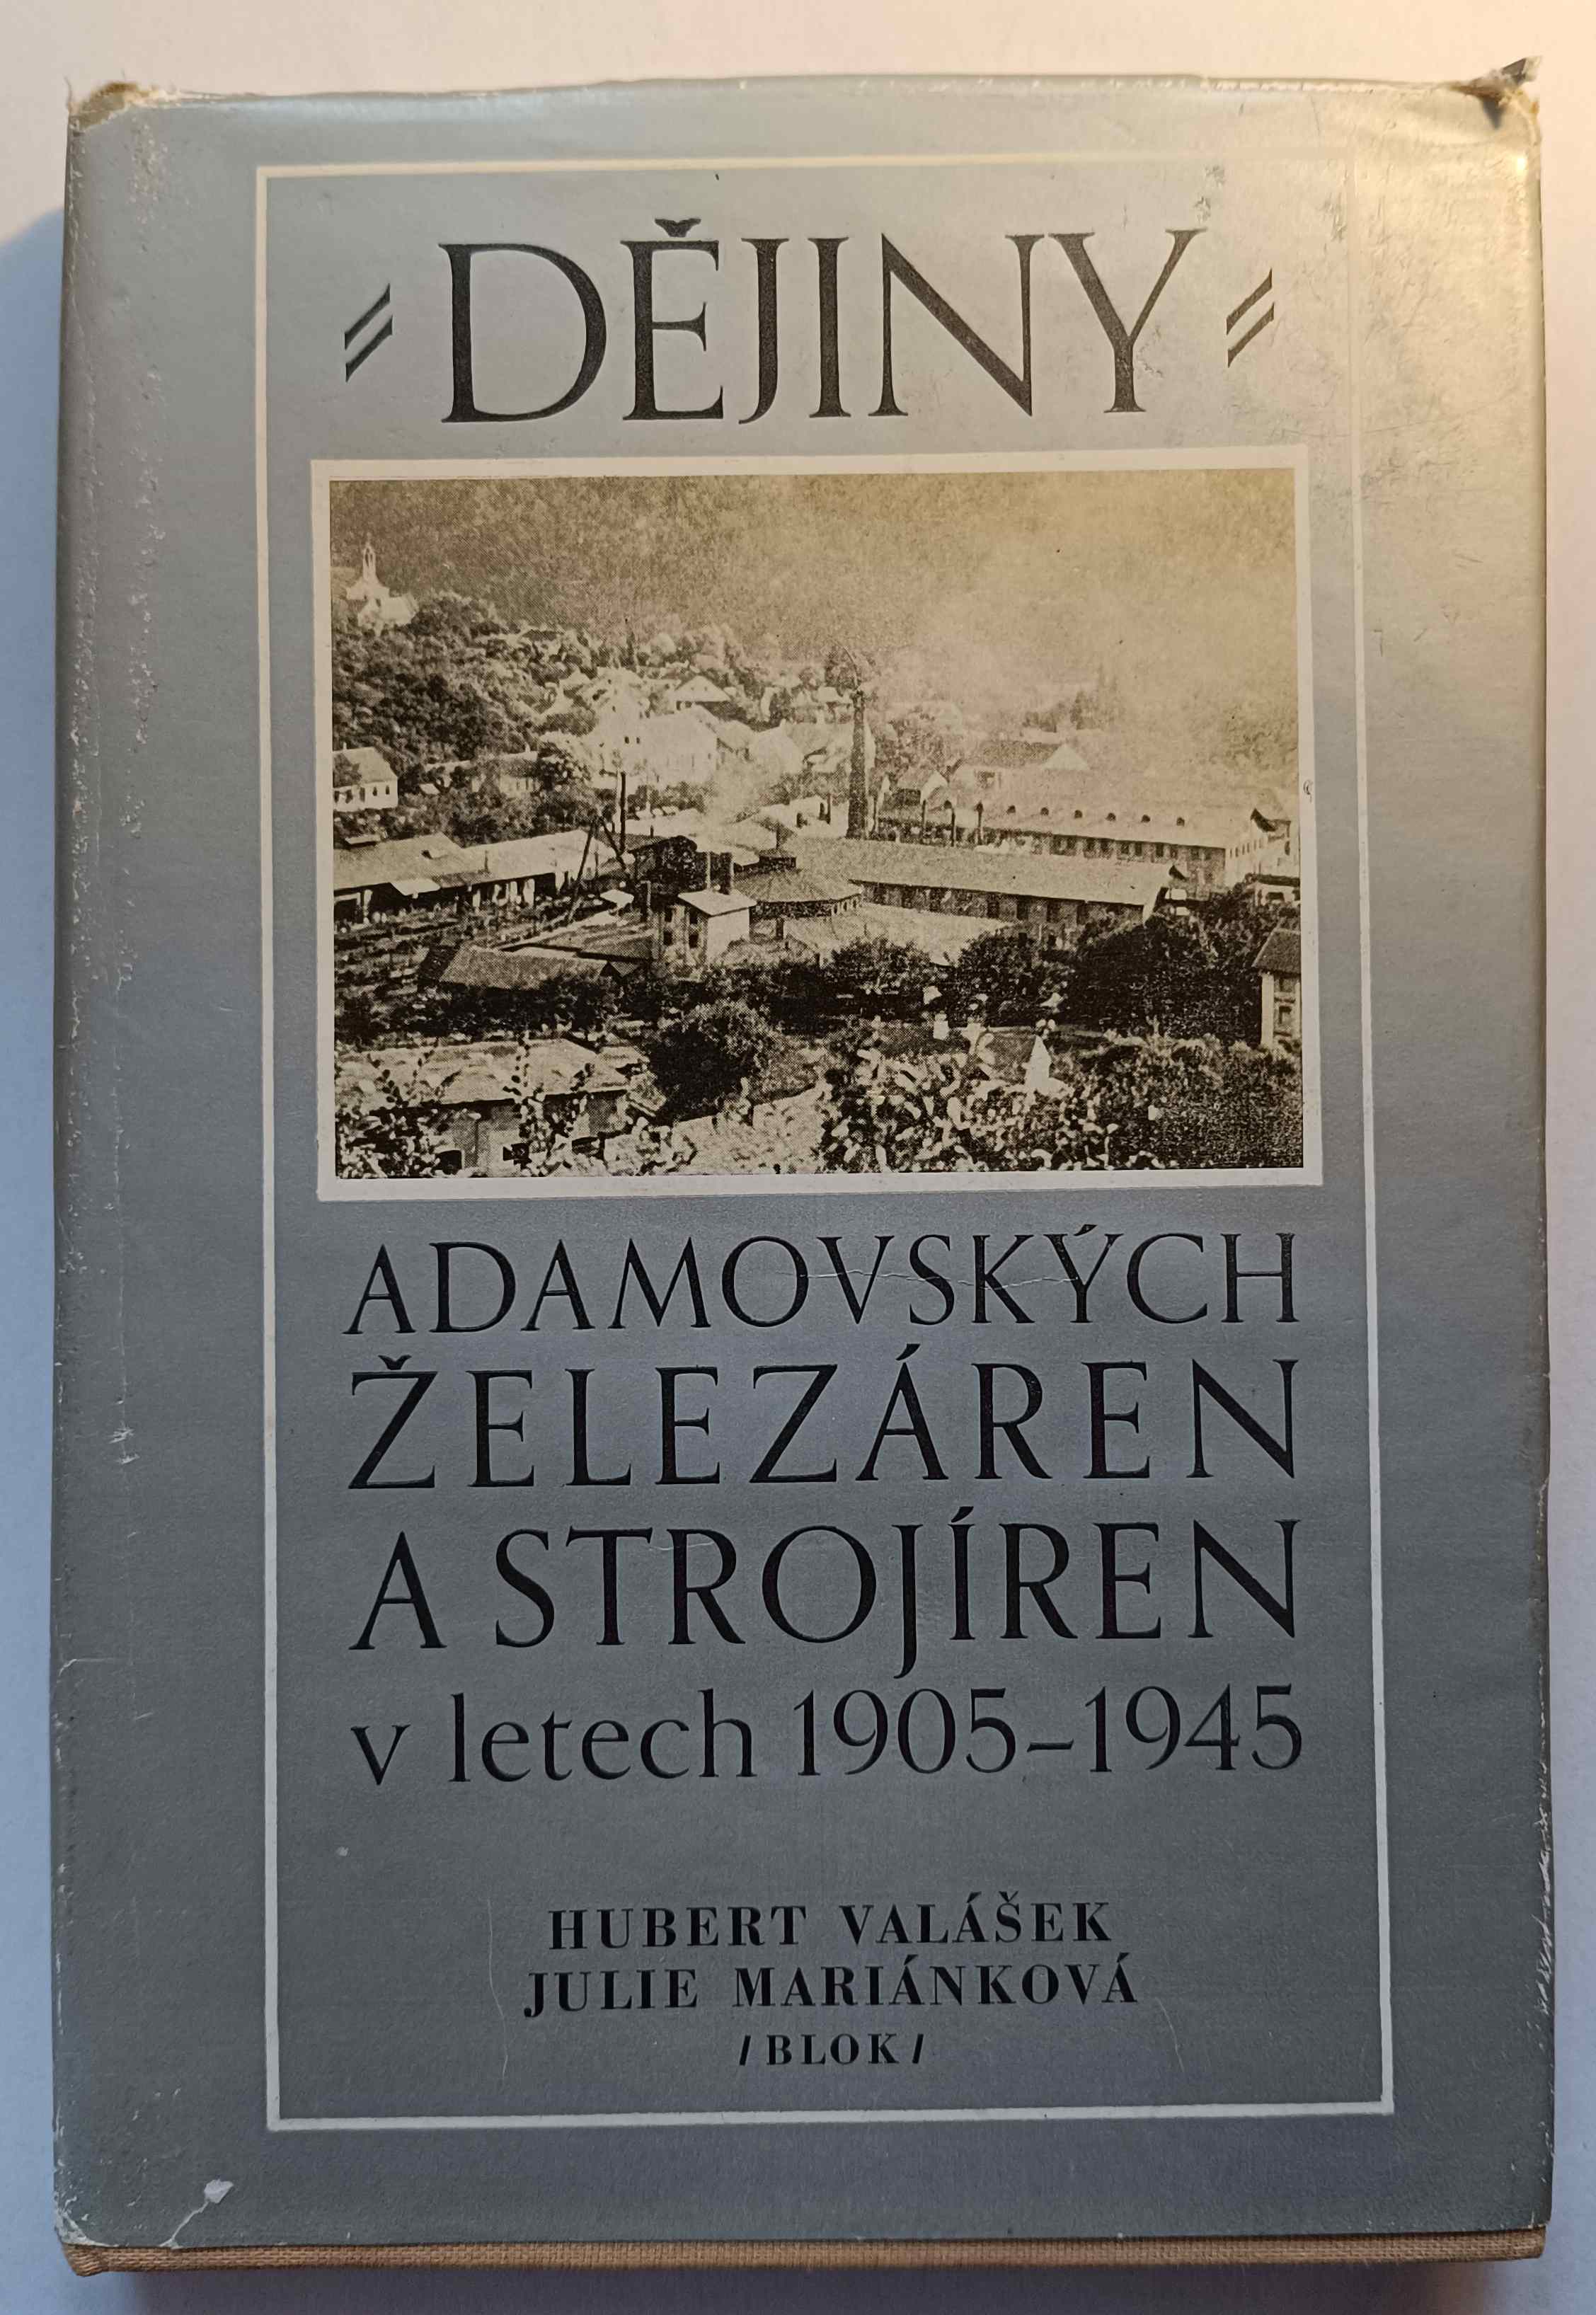 DĚJINY
ADAMOVSKÝCH
ŽELEZÁREN
A STROJÍREN
v letech 1905–1945
HUBERT VALÁŠEK
JULIE MARIÁNKOVÁ
/BLOK/